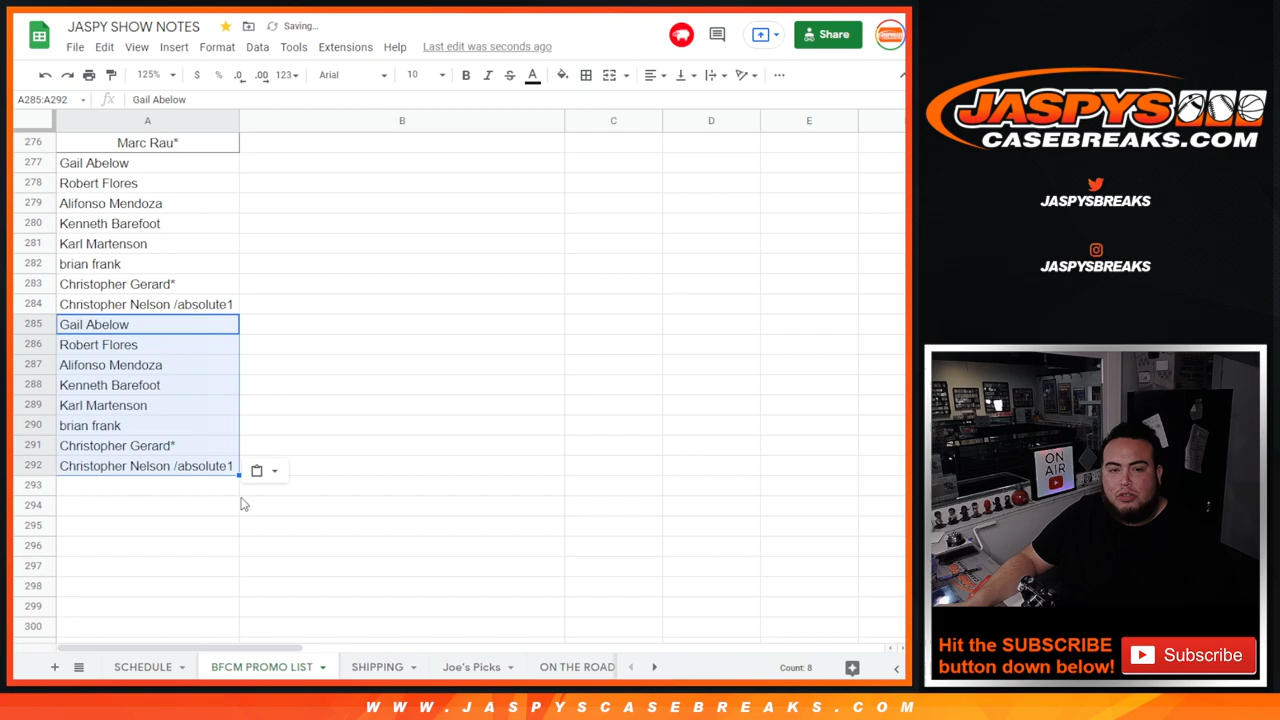 JASPY SHOW NOTES
Saving...
File Edit View Insert Format Data Tools Extensions Help Last edit was seconds ago
Share
125% $ % .0 .00 123 Arial 10 B I S A
A285:A292 fx Gail Abelow
A B C D E
276 Marc Rau*
277 Gail Abelow
278 Robert Flores
279 Alifonso Mendoza
280 Kenneth Barefoot
281 Karl Martenson
282 brian frank
283 Christopher Gerard*
284 Christopher Nelson /absolute1
285 Gail Abelow
286 Robert Flores
287 Alifonso Mendoza
288 Kenneth Barefoot
289 Karl Martenson
290 brian frank
291 Christopher Gerard*
292 Christopher Nelson /absolute1
293
294
295
296
297
298
299
300
SCHEDULE BFCM PROMO LIST SHIPPING Joe's Picks ON THE ROAD Count: 8
JASPYS
CASEBREAKS.COM
JASPYSBREAKS
JASPYSBREAKS
ON
AIR
Hit the SUBSCRIBE
button down below!
Subscribe
WWW.JASPYSCASEBREAKS.COM